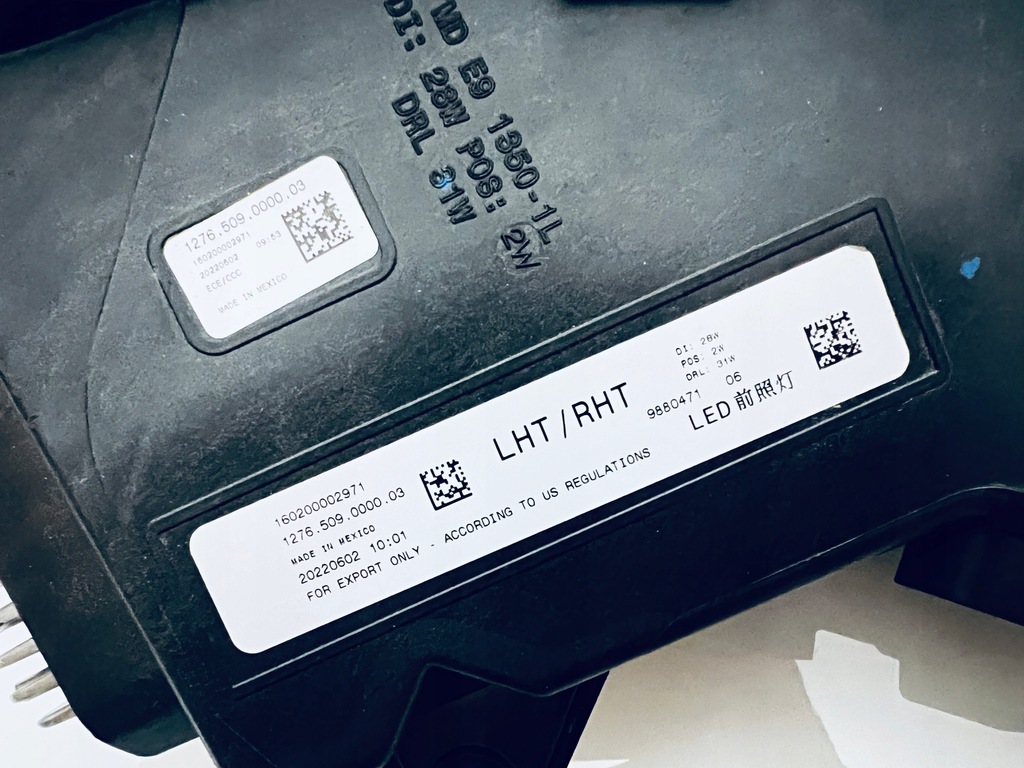 MD E9 1350-1L
DI: 28W POS: 2W
DRL 31W
1276.509.0000.03
160200002971
20220602 09:53
ECE/CCC
MADE IN MEXICO
160200002971
1276.509.0000.03
MADE IN MEXICO
20220602 10:01
FOR EXPORT ONLY - ACCORDING TO US REGULATIONS
LHT/RHT
DI: 28W
POS: 2W
DRL: 31W
9880471 06
LED 前照灯